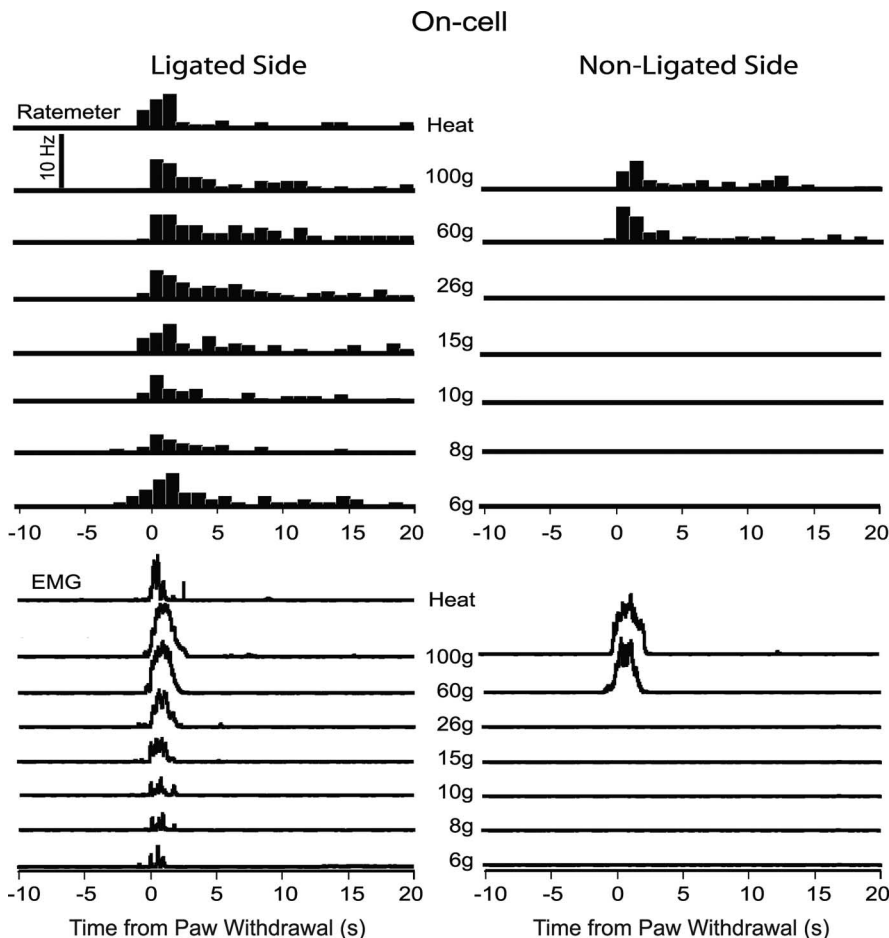 On-cell
Ligated Side
Non-Ligated Side
Ratemeter
10 Hz
Heat
100g
60g
26g
15g
10g
8g
6g
-10 -5 0 5 10 15 20
-10 -5 0 5 10 15 20
EMG
Heat
100g
60g
26g
15g
10g
8g
6g
-10 -5 0 5 10 15 20
-10 -5 0 5 10 15 20
Time from Paw Withdrawal (s)
Time from Paw Withdrawal (s)